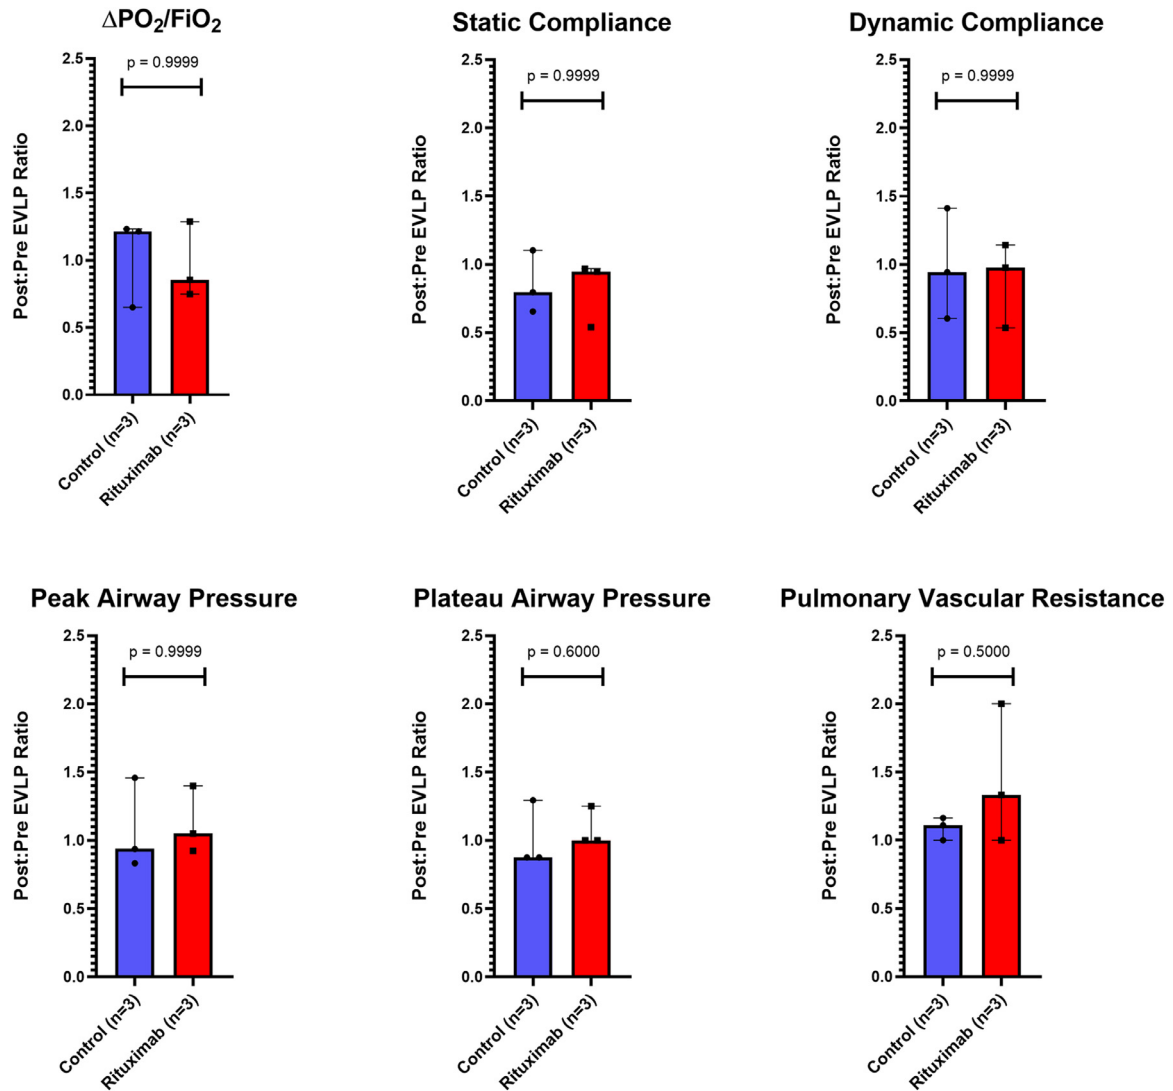 ΔPO₂/FiO₂
Post:Pre EVLP Ratio
2.5
2.0
1.5
1.0
0.5
0.0
p = 0.9999
Control (n=3)
Rituximab (n=3)
Static Compliance
Post:Pre EVLP Ratio
2.5
2.0
1.5
1.0
0.5
0.0
p = 0.9999
Control (n=3)
Rituximab (n=3)
Dynamic Compliance
Post:Pre EVLP Ratio
2.5
2.0
1.5
1.0
0.5
0.0
p = 0.9999
Control (n=3)
Rituximab (n=3)
Peak Airway Pressure
Post:Pre EVLP Ratio
2.5
2.0
1.5
1.0
0.5
0.0
p = 0.9999
Control (n=3)
Rituximab (n=3)
Plateau Airway Pressure
Post:Pre EVLP Ratio
2.5
2.0
1.5
1.0
0.5
0.0
p = 0.6000
Control (n=3)
Rituximab (n=3)
Pulmonary Vascular Resistance
Post:Pre EVLP Ratio
2.5
2.0
1.5
1.0
0.5
0.0
p = 0.5000
Control (n=3)
Rituximab (n=3)